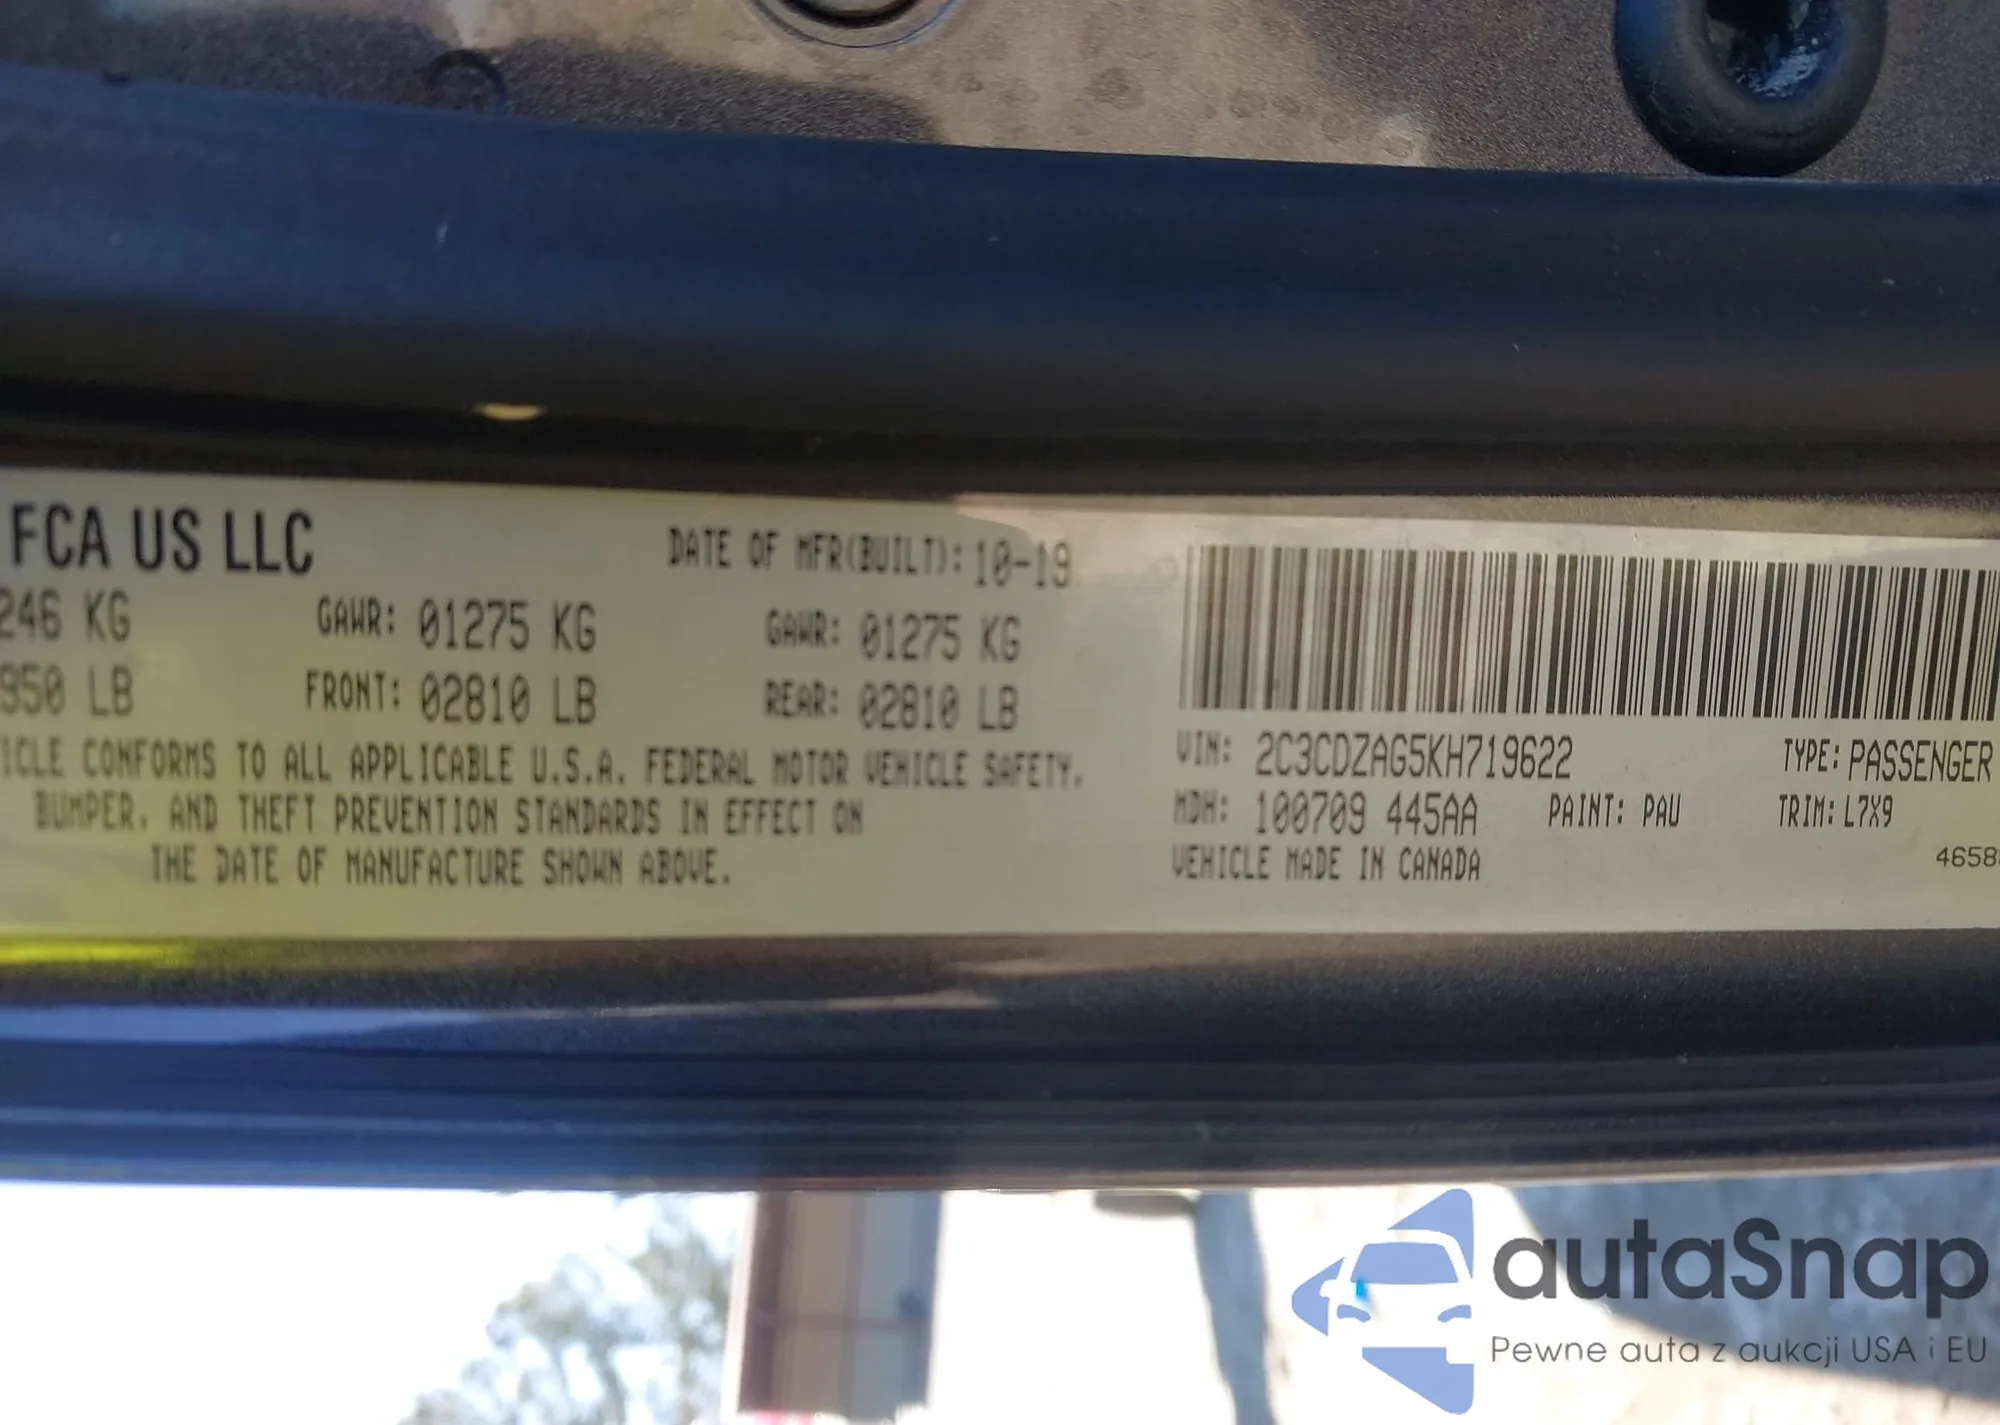 FCA US LLC DATE OF MFR(BUILT): 10-19
246 KG GAWR: 01275 KG GAWR: 01275 KG
950 LB FRONT: 02810 LB REAR: 02810 LB
ICLE CONFORMS TO ALL APPLICABLE U.S.A. FEDERAL MOTOR VEHICLE SAFETY,
BUMPER, AND THEFT PREVENTION STANDARDS IN EFFECT ON
THE DATE OF MANUFACTURE SHOWN ABOVE.
VIN: 2C3CDZAG5KH719622 TYPE: PASSENGER
MDH: 100709 445AA PAINT: PAU TRIM: L7X9
VEHICLE MADE IN CANADA
4658
autaSnap
Pewne auta z aukcji USA i EU